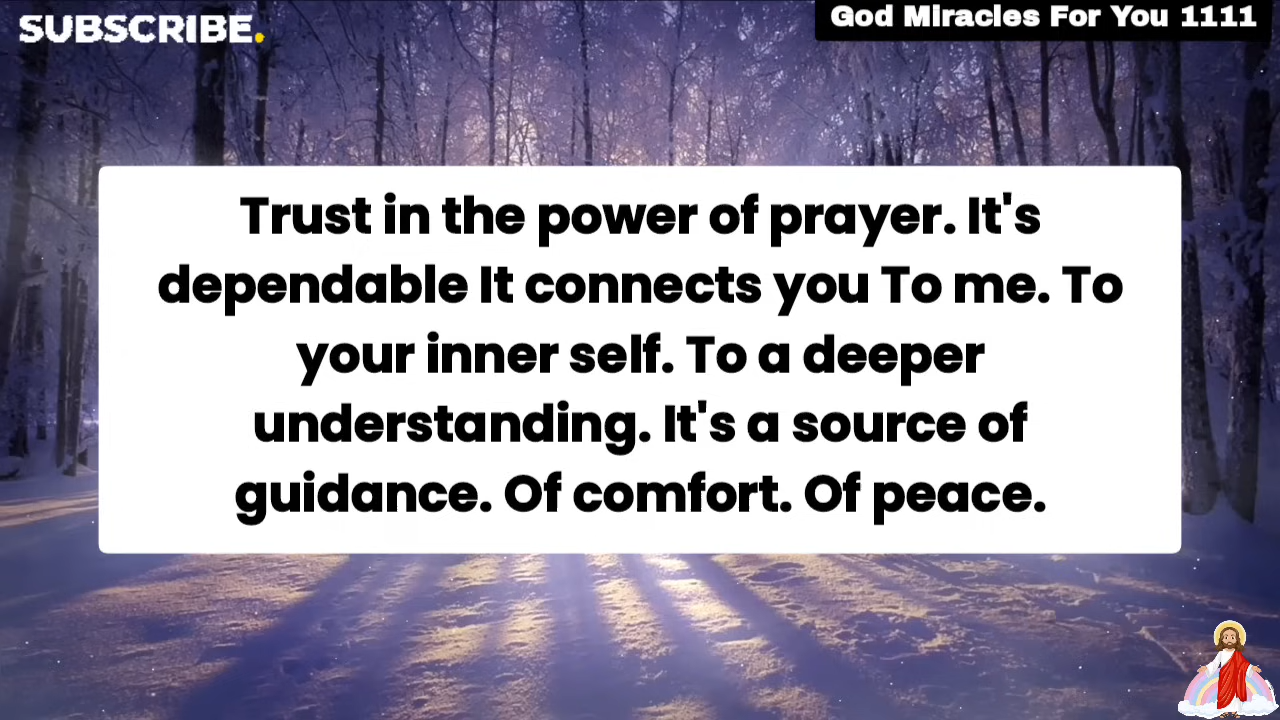 SUBSCRIBE.
God Miracles For You 1111
Trust in the power of prayer. It's
dependable It connects you To me. To
your inner self. To a deeper
understanding. It's a source of
guidance. Of comfort. Of peace.